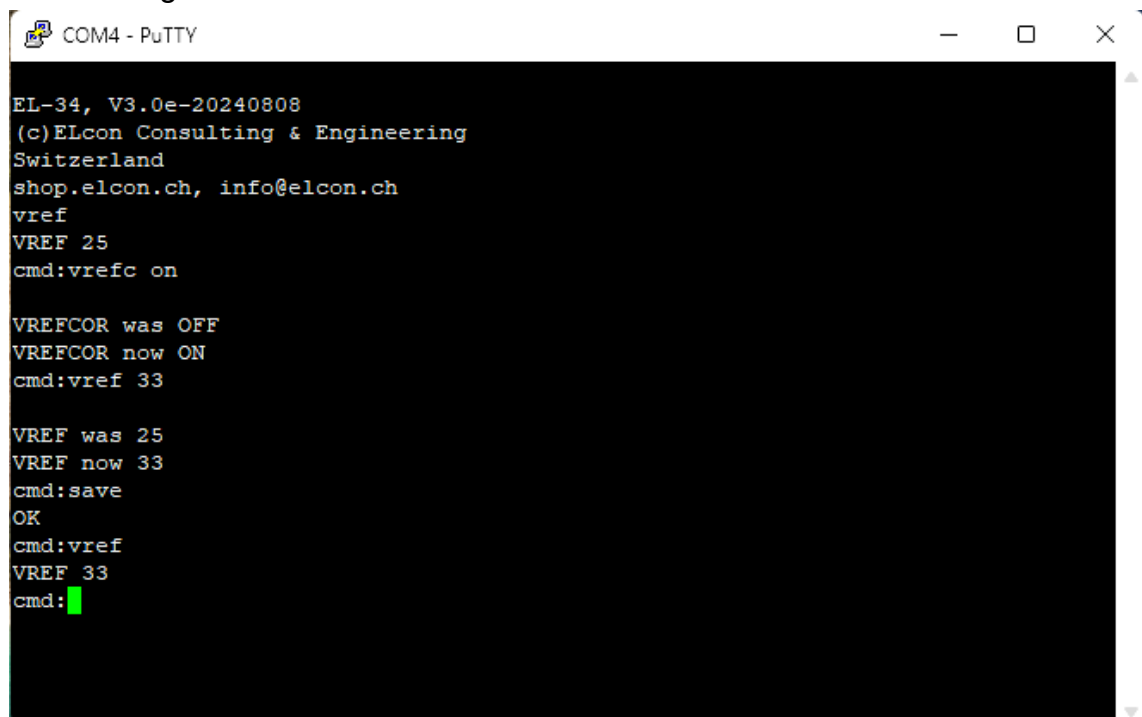 COM4 - PuTTY
EL-34, V3.0e-20240808
(c)ELcon Consulting & Engineering
Switzerland
shop.elcon.ch, info@elcon.ch
vref
VREF 25
cmd:vrefc on
VREFCOR was OFF
VREFCOR now ON
cmd:vref 33
VREF was 25
VREF now 33
cmd:save
OK
cmd:vref
VREF 33
cmd: